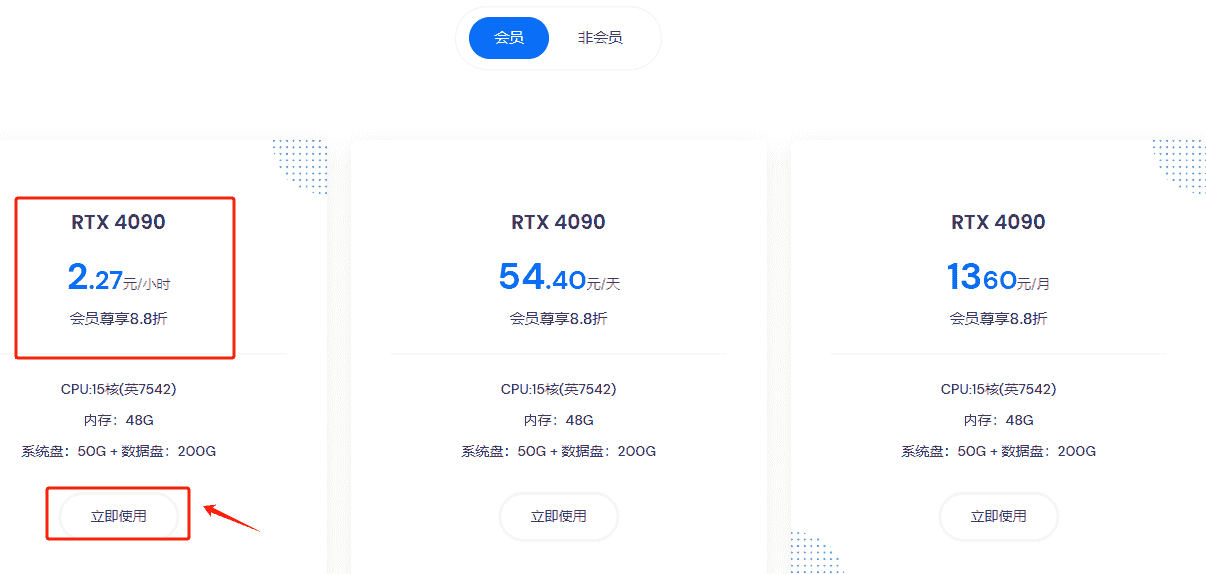 会员
非会员
RTX 4090
2.27元/小时
会员尊享8.8折
CPU:15核(英7542)
内存：48G
系统盘：50G + 数据盘：200G
立即使用
RTX 4090
54.40元/天
会员尊享8.8折
CPU:15核(英7542)
内存：48G
系统盘：50G + 数据盘：200G
立即使用
RTX 4090
1360元/月
会员尊享8.8折
CPU:15核(英7542)
内存：48G
系统盘：50G + 数据盘：200G
立即使用